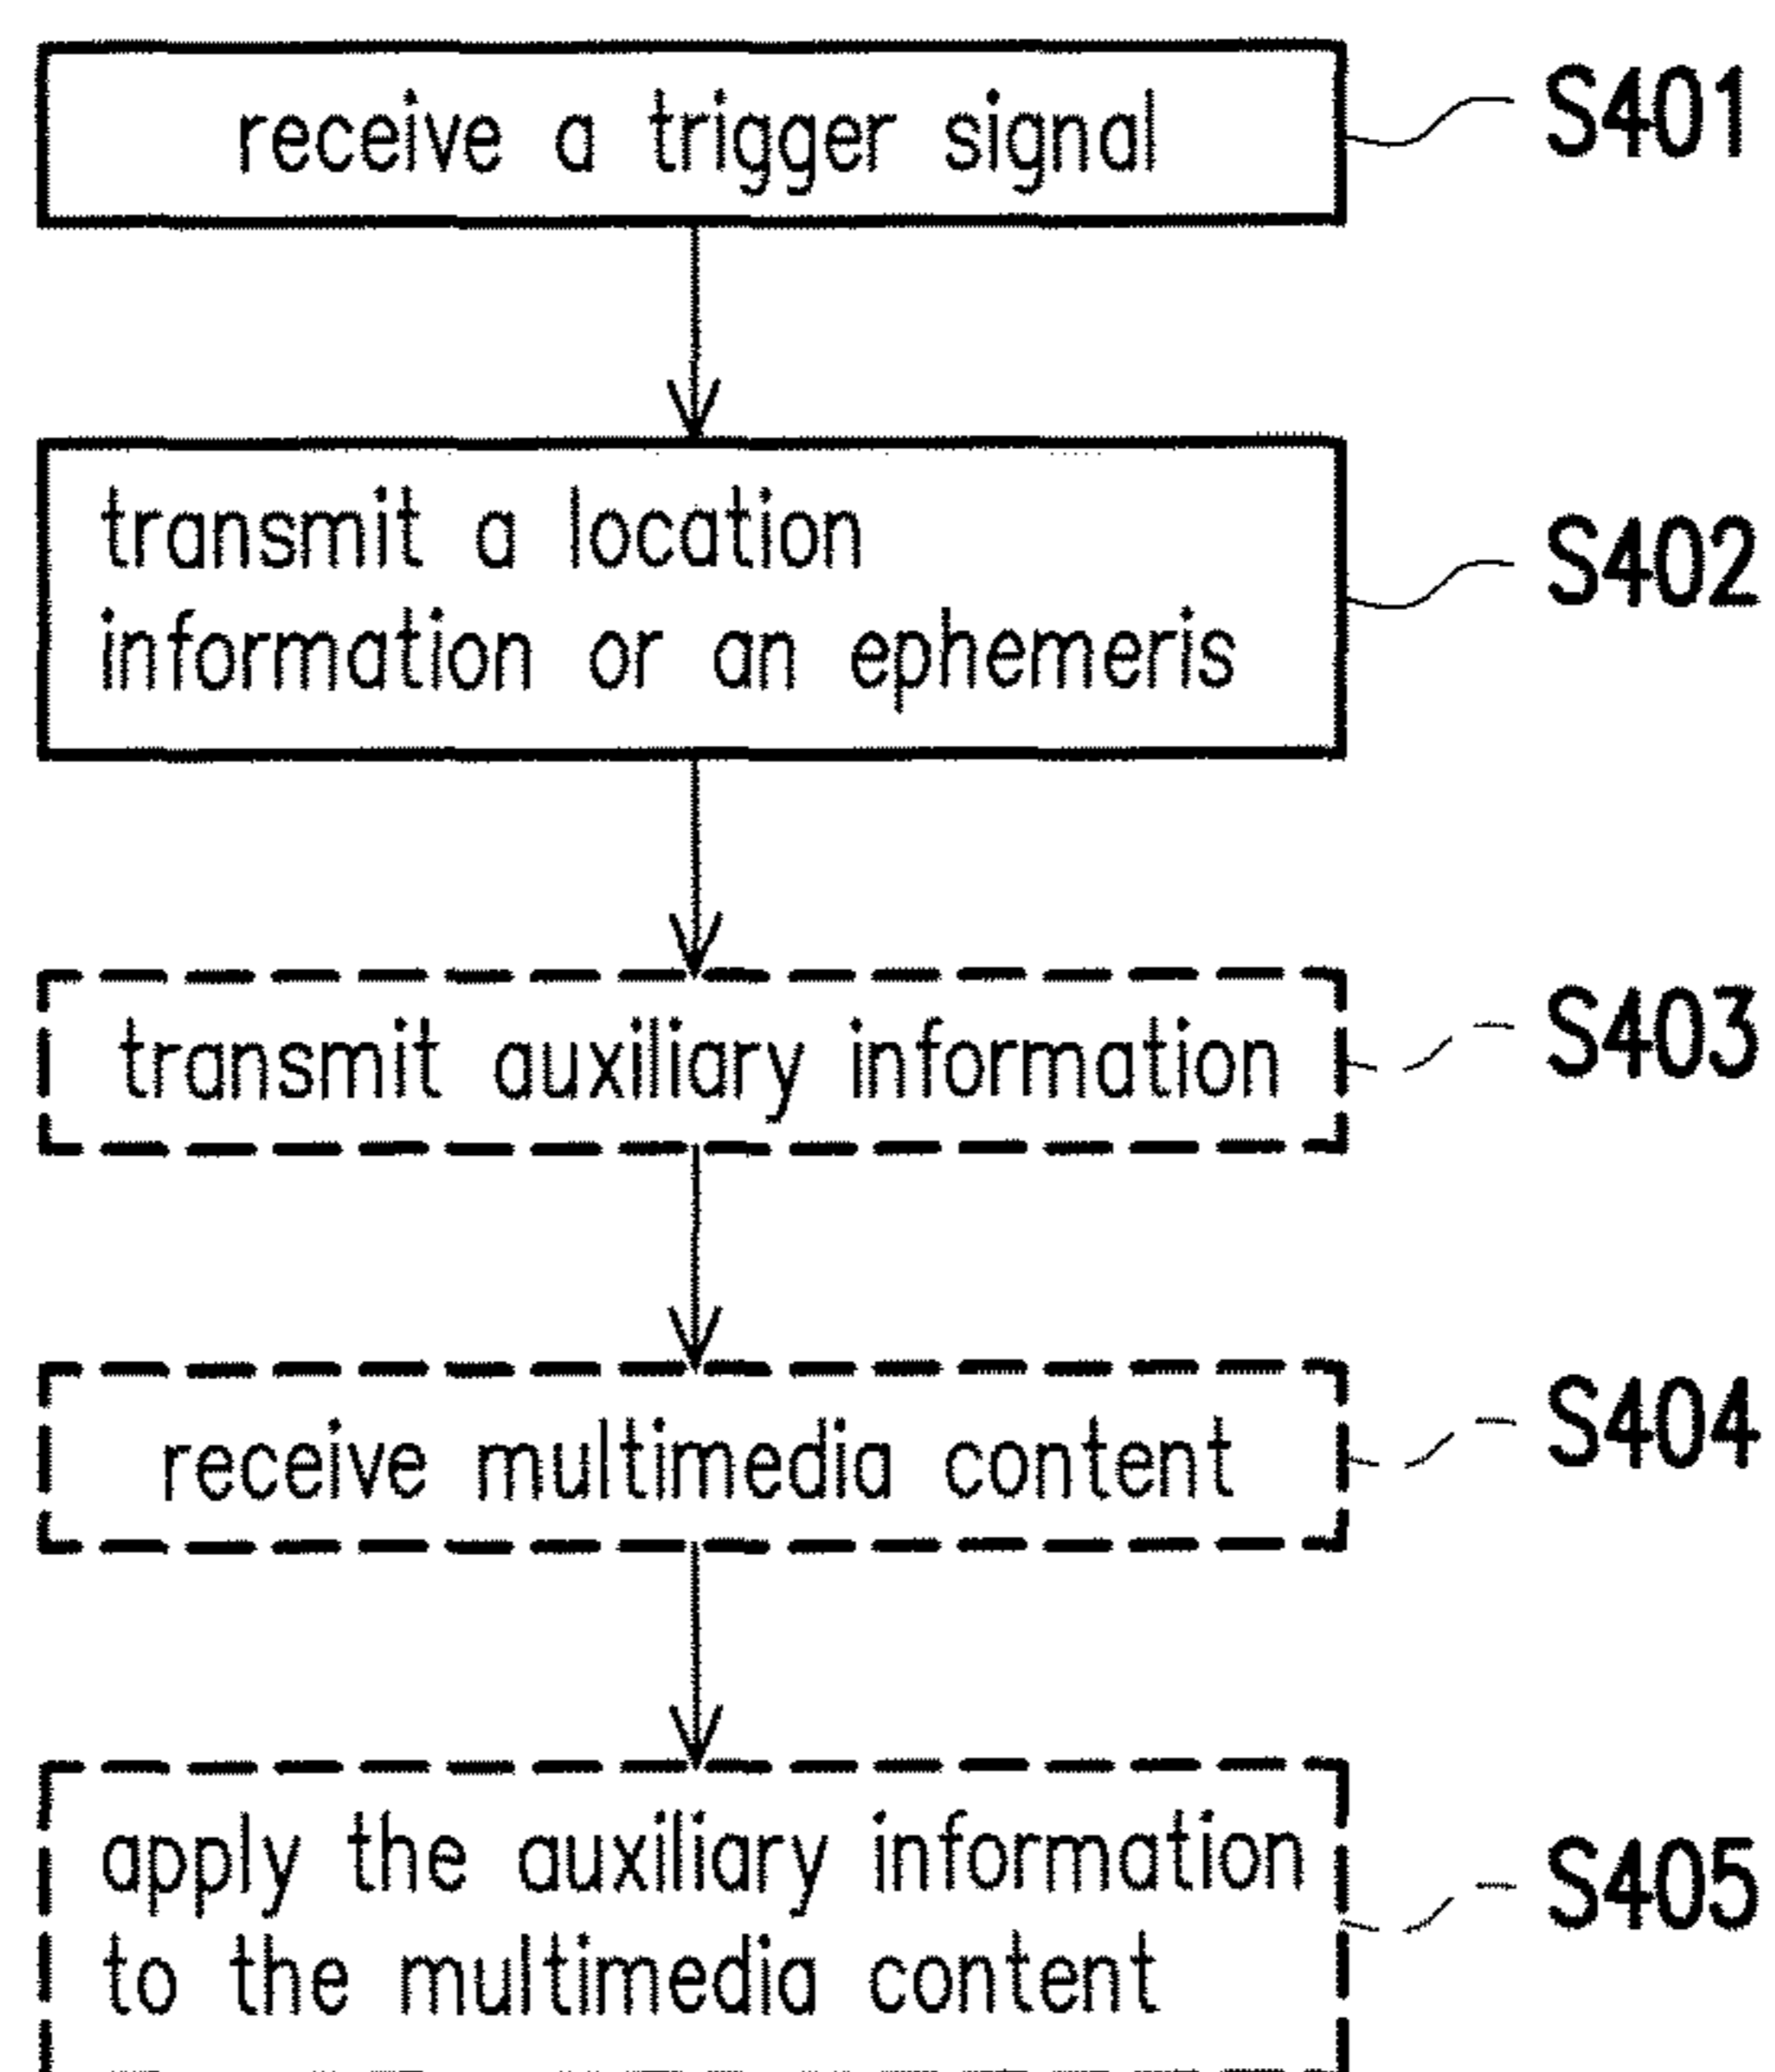 receive a trigger signal S401
transmit a location
information or an ephemeris S402
transmit auxiliary information S403
receive multimedia content S404
apply the auxiliary information
to the multimedia content S405